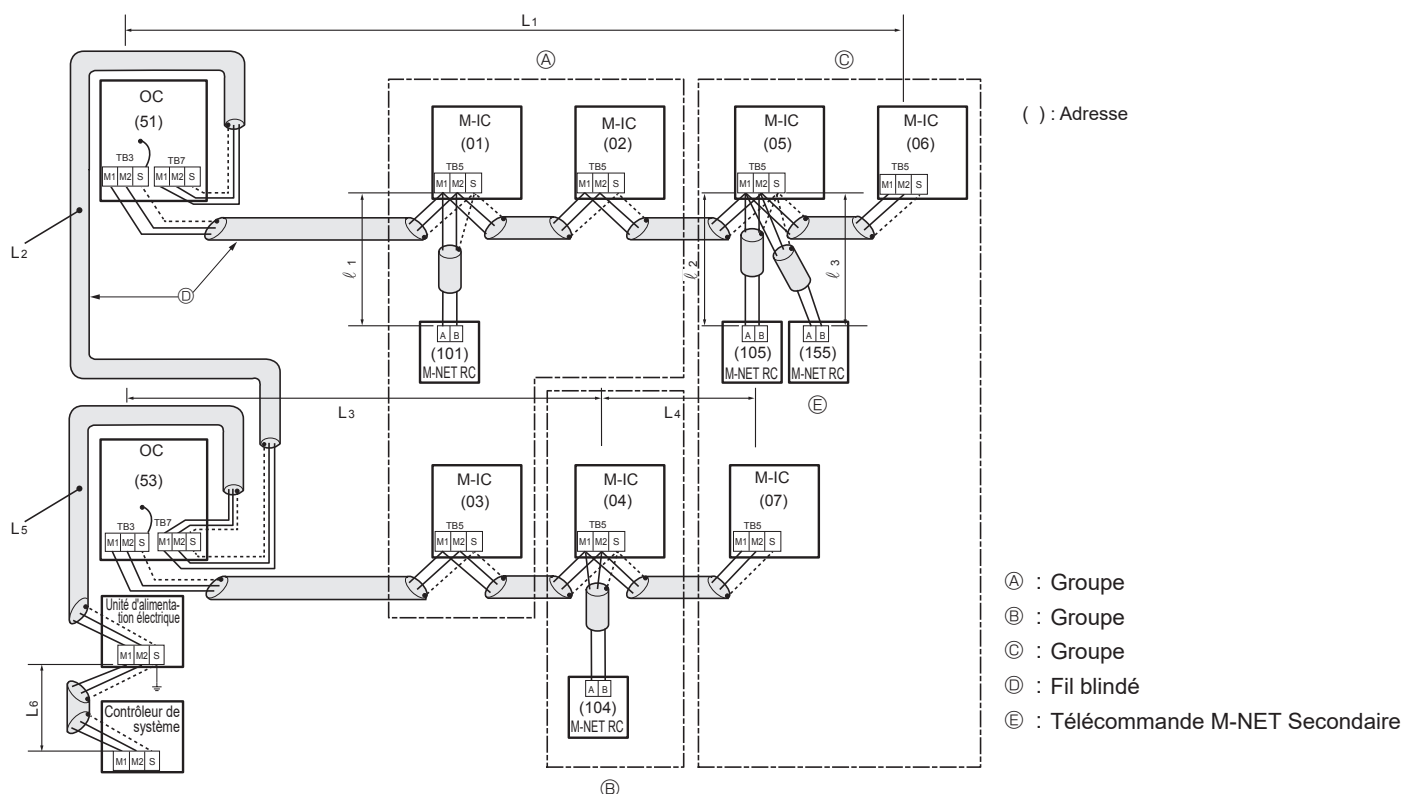 L1
Ⓐ
Ⓒ
OC
(51)
TB3
TB7
M1 M2 S
M1 M2 S
M-IC
(01)
TB5
M1 M2 S
M-IC
(02)
TB5
M1 M2 S
M-IC
(05)
TB5
M1 M2 S
M-IC
(06)
TB5
M1 M2 S
( ) : Adresse
L2
Ⓓ
ℓ1
ℓ2
ℓ3
A B
(101)
M-NET RC
A B
(105)
M-NET RC
A B
(155)
M-NET RC
Ⓔ
L3
L4
OC
(53)
TB3
TB7
M1 M2 S
M1 M2 S
M-IC
(03)
TB5
M1 M2 S
M-IC
(04)
TB5
M1 M2 S
M-IC
(07)
TB5
M1 M2 S
L5
Unité d'alimenta-
tion électrique
M1 M2 S
L6
Contrôleur de
système
M1 M2 S
A B
(104)
M-NET RC
Ⓑ
Ⓐ : Groupe
Ⓑ : Groupe
Ⓒ : Groupe
Ⓓ : Fil blindé
Ⓔ : Télécommande M-NET Secondaire